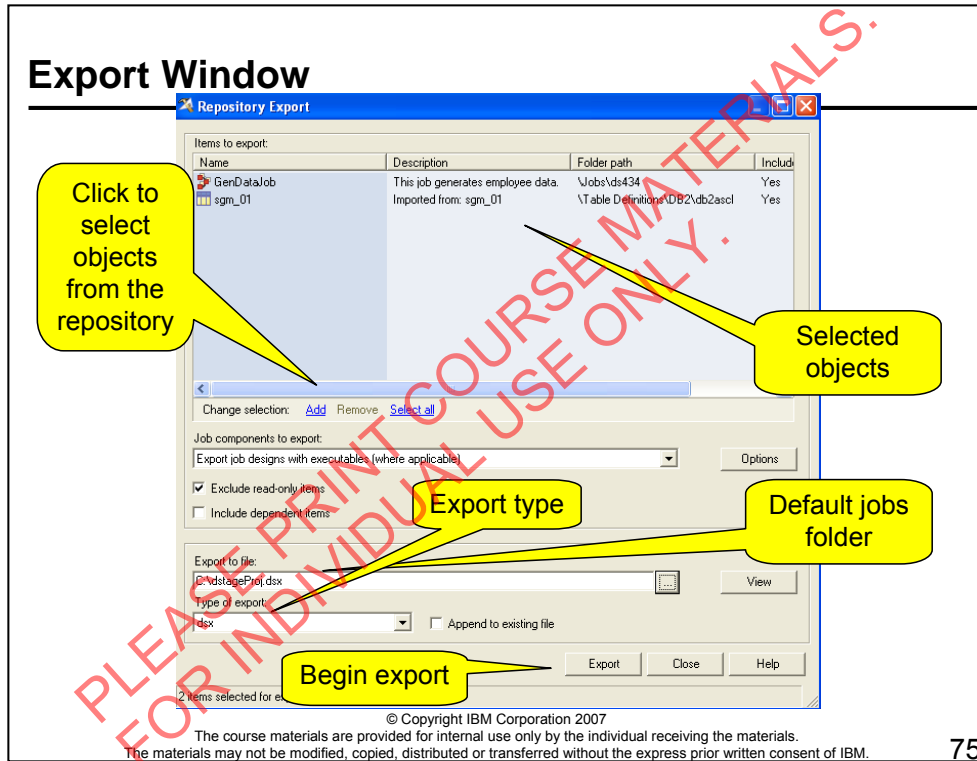 Export Window
Repository Export
Items to export:
Name Description Folder path Includ
GenDataJob This job generates employee data. \Jobs\ds434 Yes
sgm_01 Imported from: sgm_01 \Table Definitions\DB2\db2ascl Yes
Click to
select
objects
from the
repository
Selected
objects
Change selection: Add Remove Select all
Job components to export:
Export job designs with executables (where applicable)
Options
Exclude read-only items
Include dependent items
Export type
Default jobs
folder
Export to file:
C:\dstageProj.dsx
...
View
Type of export:
dsx
Append to existing file
Begin export
Export Close Help
2 items selected for e
PLEASE PRINT COURSE MATERIALS.
FOR INDIVIDUAL USE ONLY.
© Copyright IBM Corporation 2007
The course materials are provided for internal use only by the individual receiving the materials.
The materials may not be modified, copied, distributed or transferred without the express prior written consent of IBM.
75